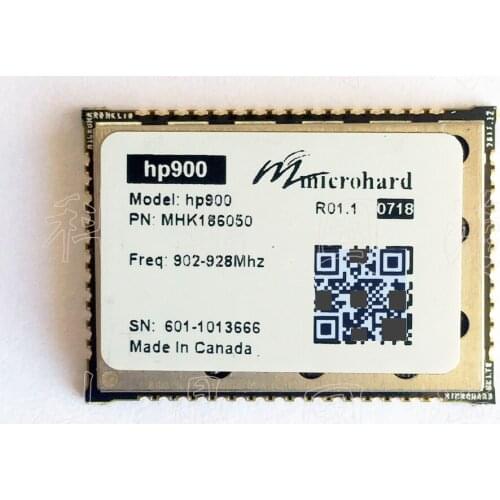 hp900
microhard
Model: hp900
R01.1 0718
PN: MHK186050
Freq: 902-928Mhz
SN: 601-1013666
Made In Canada